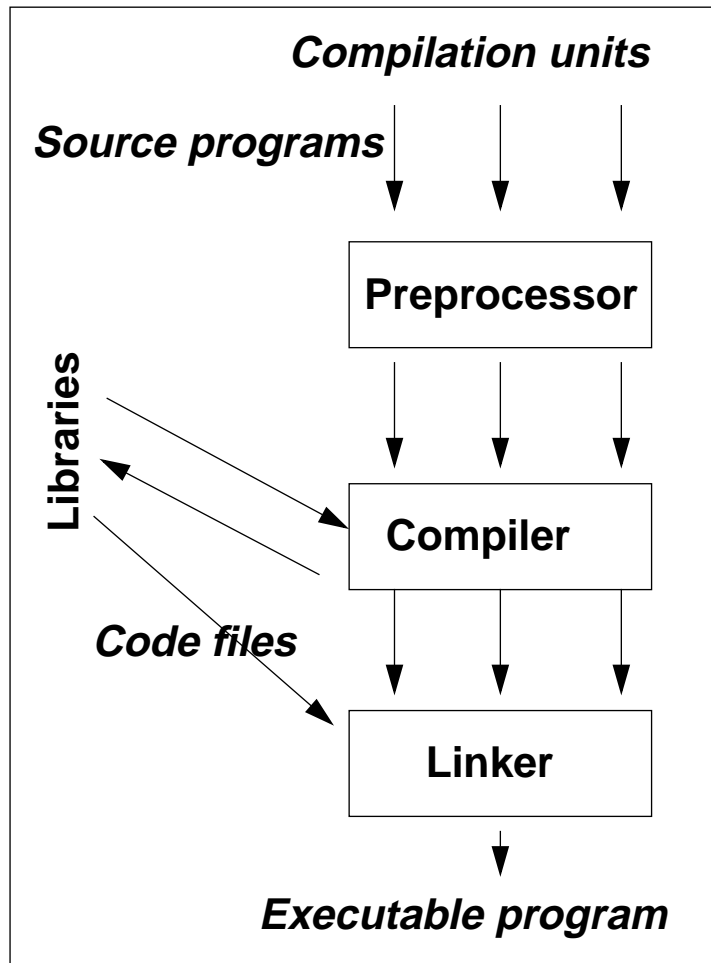 Compilation units
Source programs
Preprocessor
Libraries
Compiler
Code files
Linker
Executable program